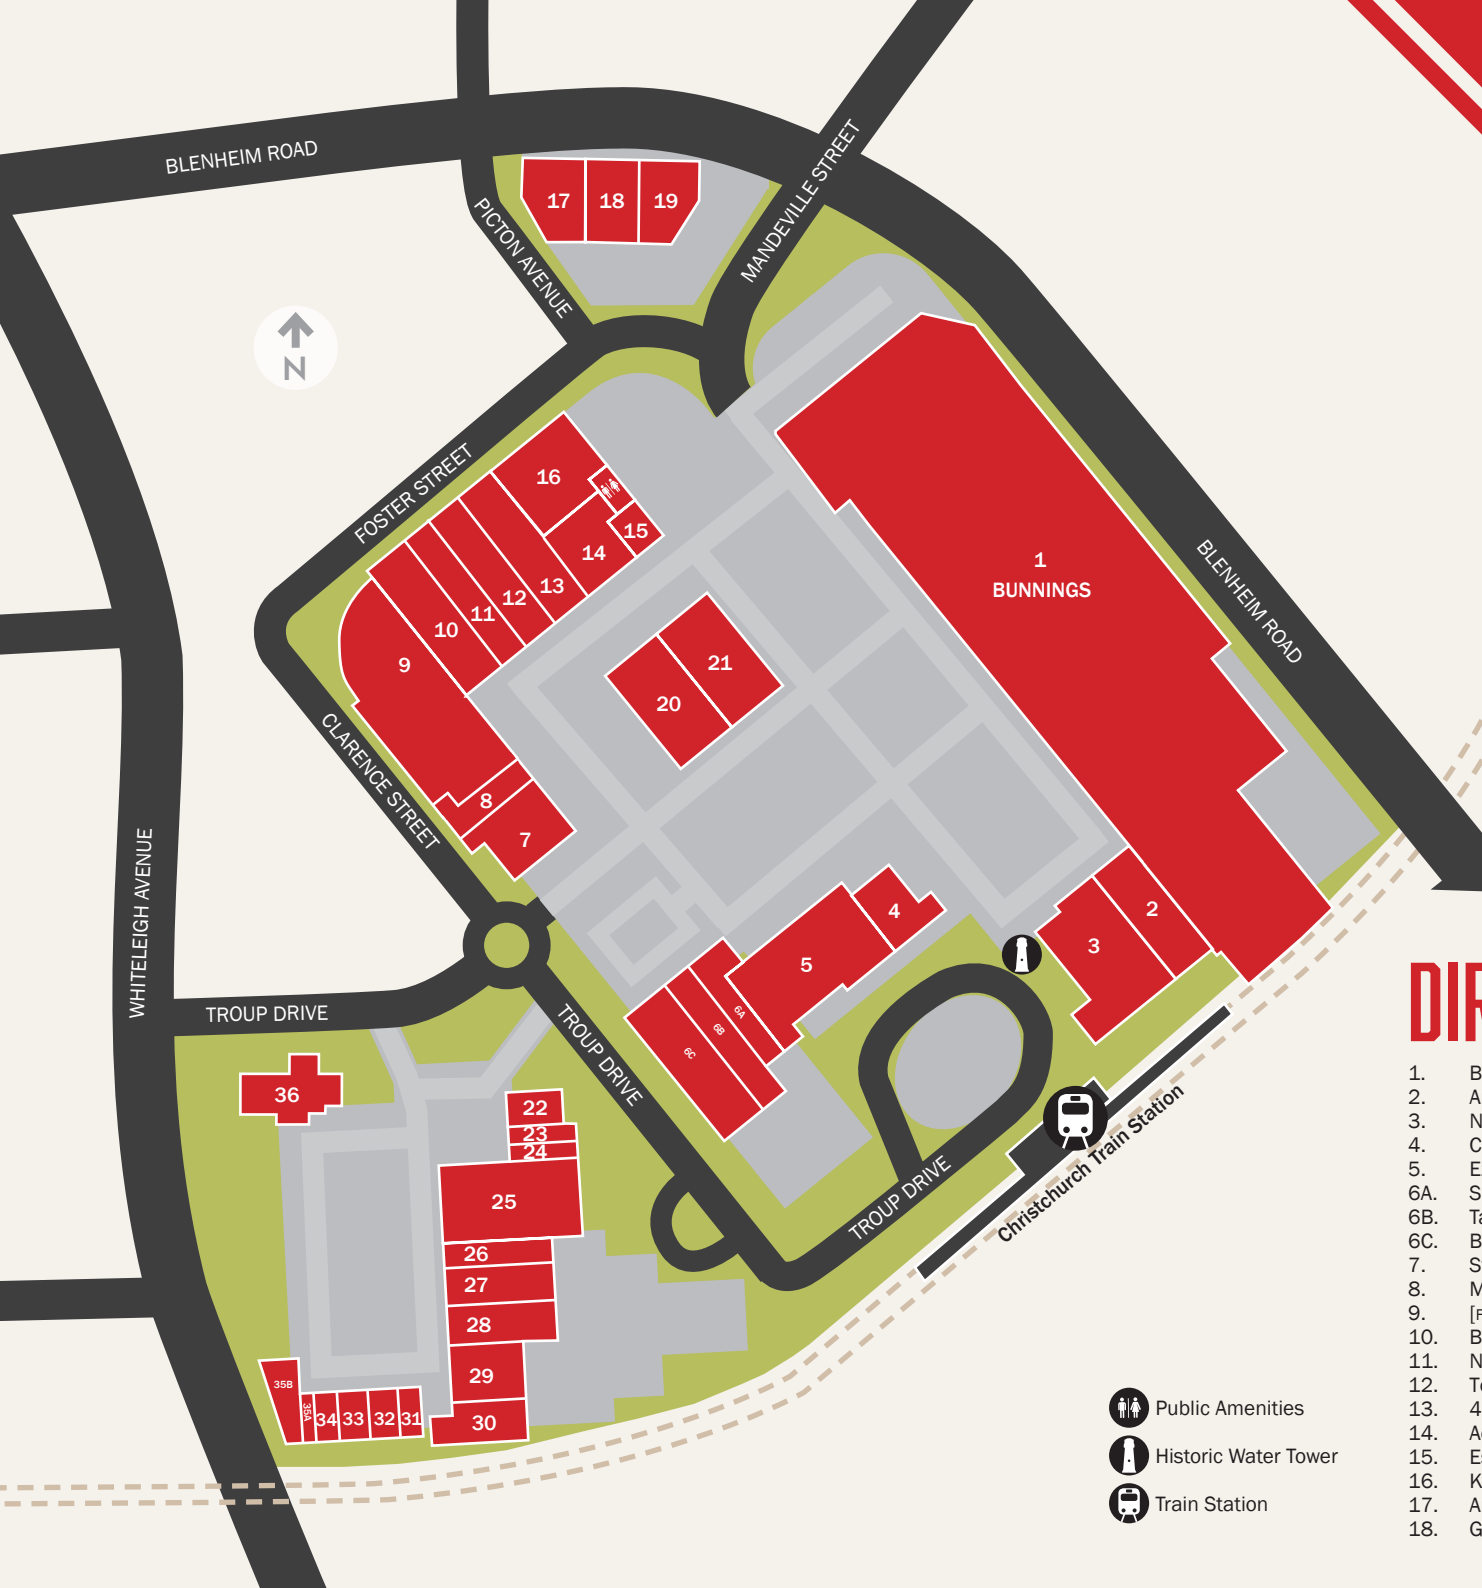 BLENHEIM ROAD
MANDEVILLE STREET
PICTON AVENUE
17
18
19
N
FOSTER STREET
16
15
14
13
12
11
10
9
1
BUNNINGS
BLENHEIM ROAD
21
20
CLARENCE STREET
8
7
WHITELEIGH AVENUE
2
3
4
5
6A
6B
6C
TROUP DRIVE
TROUP DRIVE
TROUP DRIVE
Christchurch Train Station
36
22
23
24
25
26
27
28
29
30
35B
35A
34
33
32
31
Public Amenities
Historic Water Tower
Train Station
DIR
1. B
2. A
3. N
4. C
5. E
6A. S
6B. Ta
6C. B
7. S
8. M
9. [F
10. B
11. N
12. To
13. 4
14. A
15. E
16. K
17. A
18. G